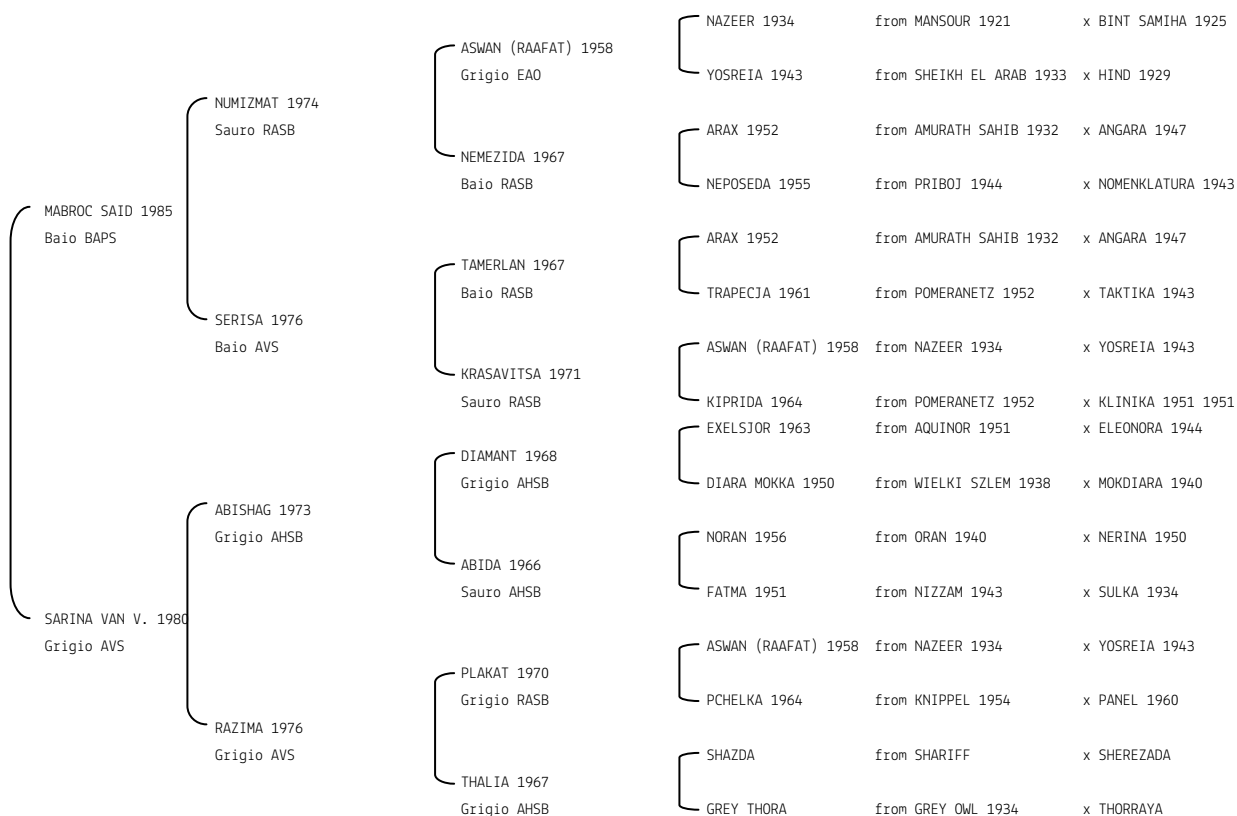 NAZEER 1934 from MANSOUR 1921 x BINT SAMIHA 1925
ASWAN (RAAFAT) 1958
Grigio EAO
YOSREIA 1943 from SHEIKH EL ARAB 1933 x HIND 1929
NUMIZMAT 1974
Sauro RASB
ARAX 1952 from AMURATH SAHIB 1932 x ANGARA 1947
NEMEZIDA 1967
Baio RASB
NEPOSEDA 1955 from PRIBOJ 1944 x NOMENKLATURA 1943
MABROC SAID 1985
Baio BAPS
ARAX 1952 from AMURATH SAHIB 1932 x ANGARA 1947
TAMERLAN 1967
Baio RASB
TRAPECJA 1961 from POMERANETZ 1952 x TAKTIKA 1943
SERISA 1976
Baio AVS
ASWAN (RAAFAT) 1958 from NAZEER 1934 x YOSREIA 1943
KRASAVITSA 1971
Sauro RASB
KIPRIDA 1964 from POMERANETZ 1952 x KLINIKA 1951 1951
EXELSJOR 1963 from AQUINOR 1951 x ELEONORA 1944
DIAMANT 1968
Grigio AHSB
DIARA MOKKA 1950 from WIELKI SZLEM 1938 x MOKDIARA 1940
ABISHAG 1973
Grigio AHSB
NORAN 1956 from ORAN 1940 x NERINA 1950
ABIDA 1966
Sauro AHSB
FATMA 1951 from NIZZAM 1943 x SULKA 1934
SARINA VAN V. 1980
Grigio AVS
ASWAN (RAAFAT) 1958 from NAZEER 1934 x YOSREIA 1943
PLAKAT 1970
Grigio RASB
PCHELKA 1964 from KNIPPEL 1954 x PANEL 1960
RAZIMA 1976
Grigio AVS
SHAZDA from SHARIFF x SHEREZADA
THALIA 1967
Grigio AHSB
GREY THORA from GREY OWL 1934 x THORRAYA